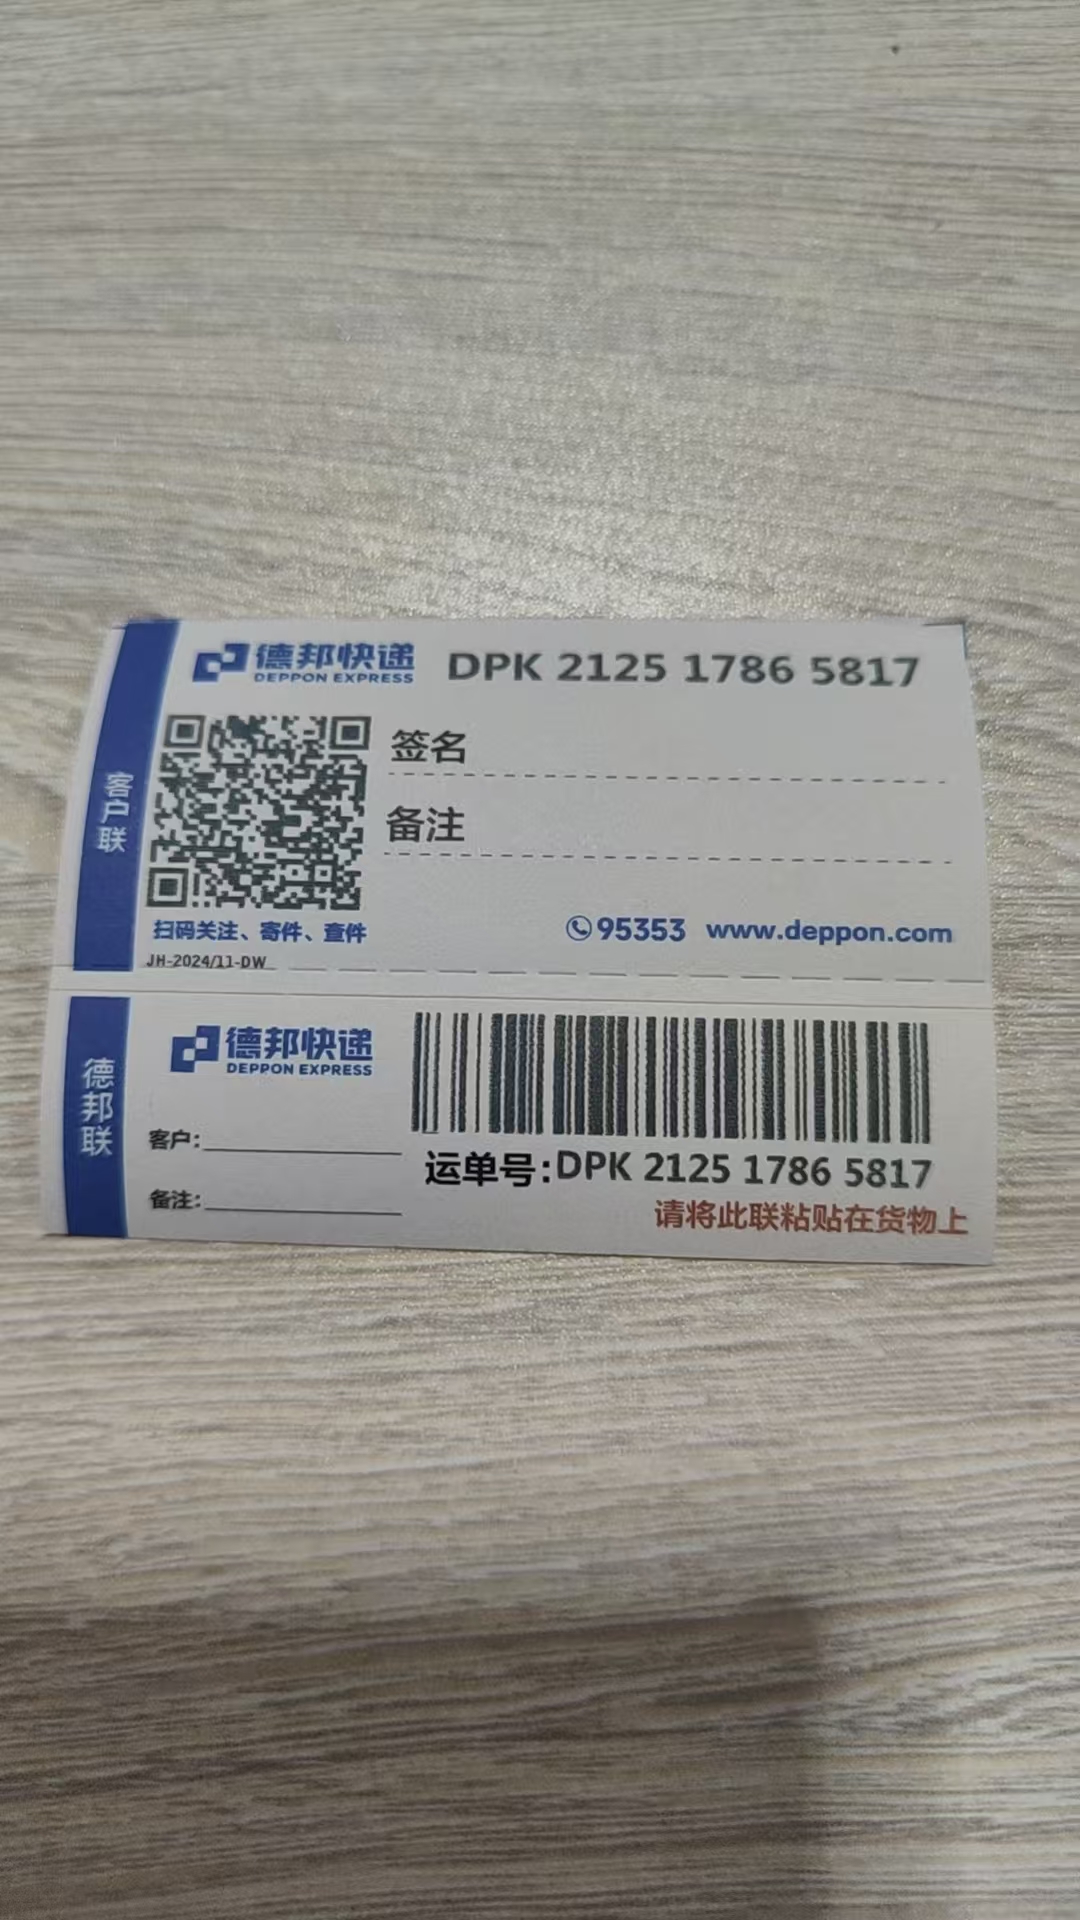 德邦快递
DEPPON EXPRESS
DPK 2125 1786 5817
客户联
签名
备注
扫码关注、寄件、查件
95353 www.deppon.com
JH-2024/11-DW
德邦联
德邦快递
DEPPON EXPRESS
客户:
备注:
运单号:DPK 2125 1786 5817
请将此联粘贴在货物上